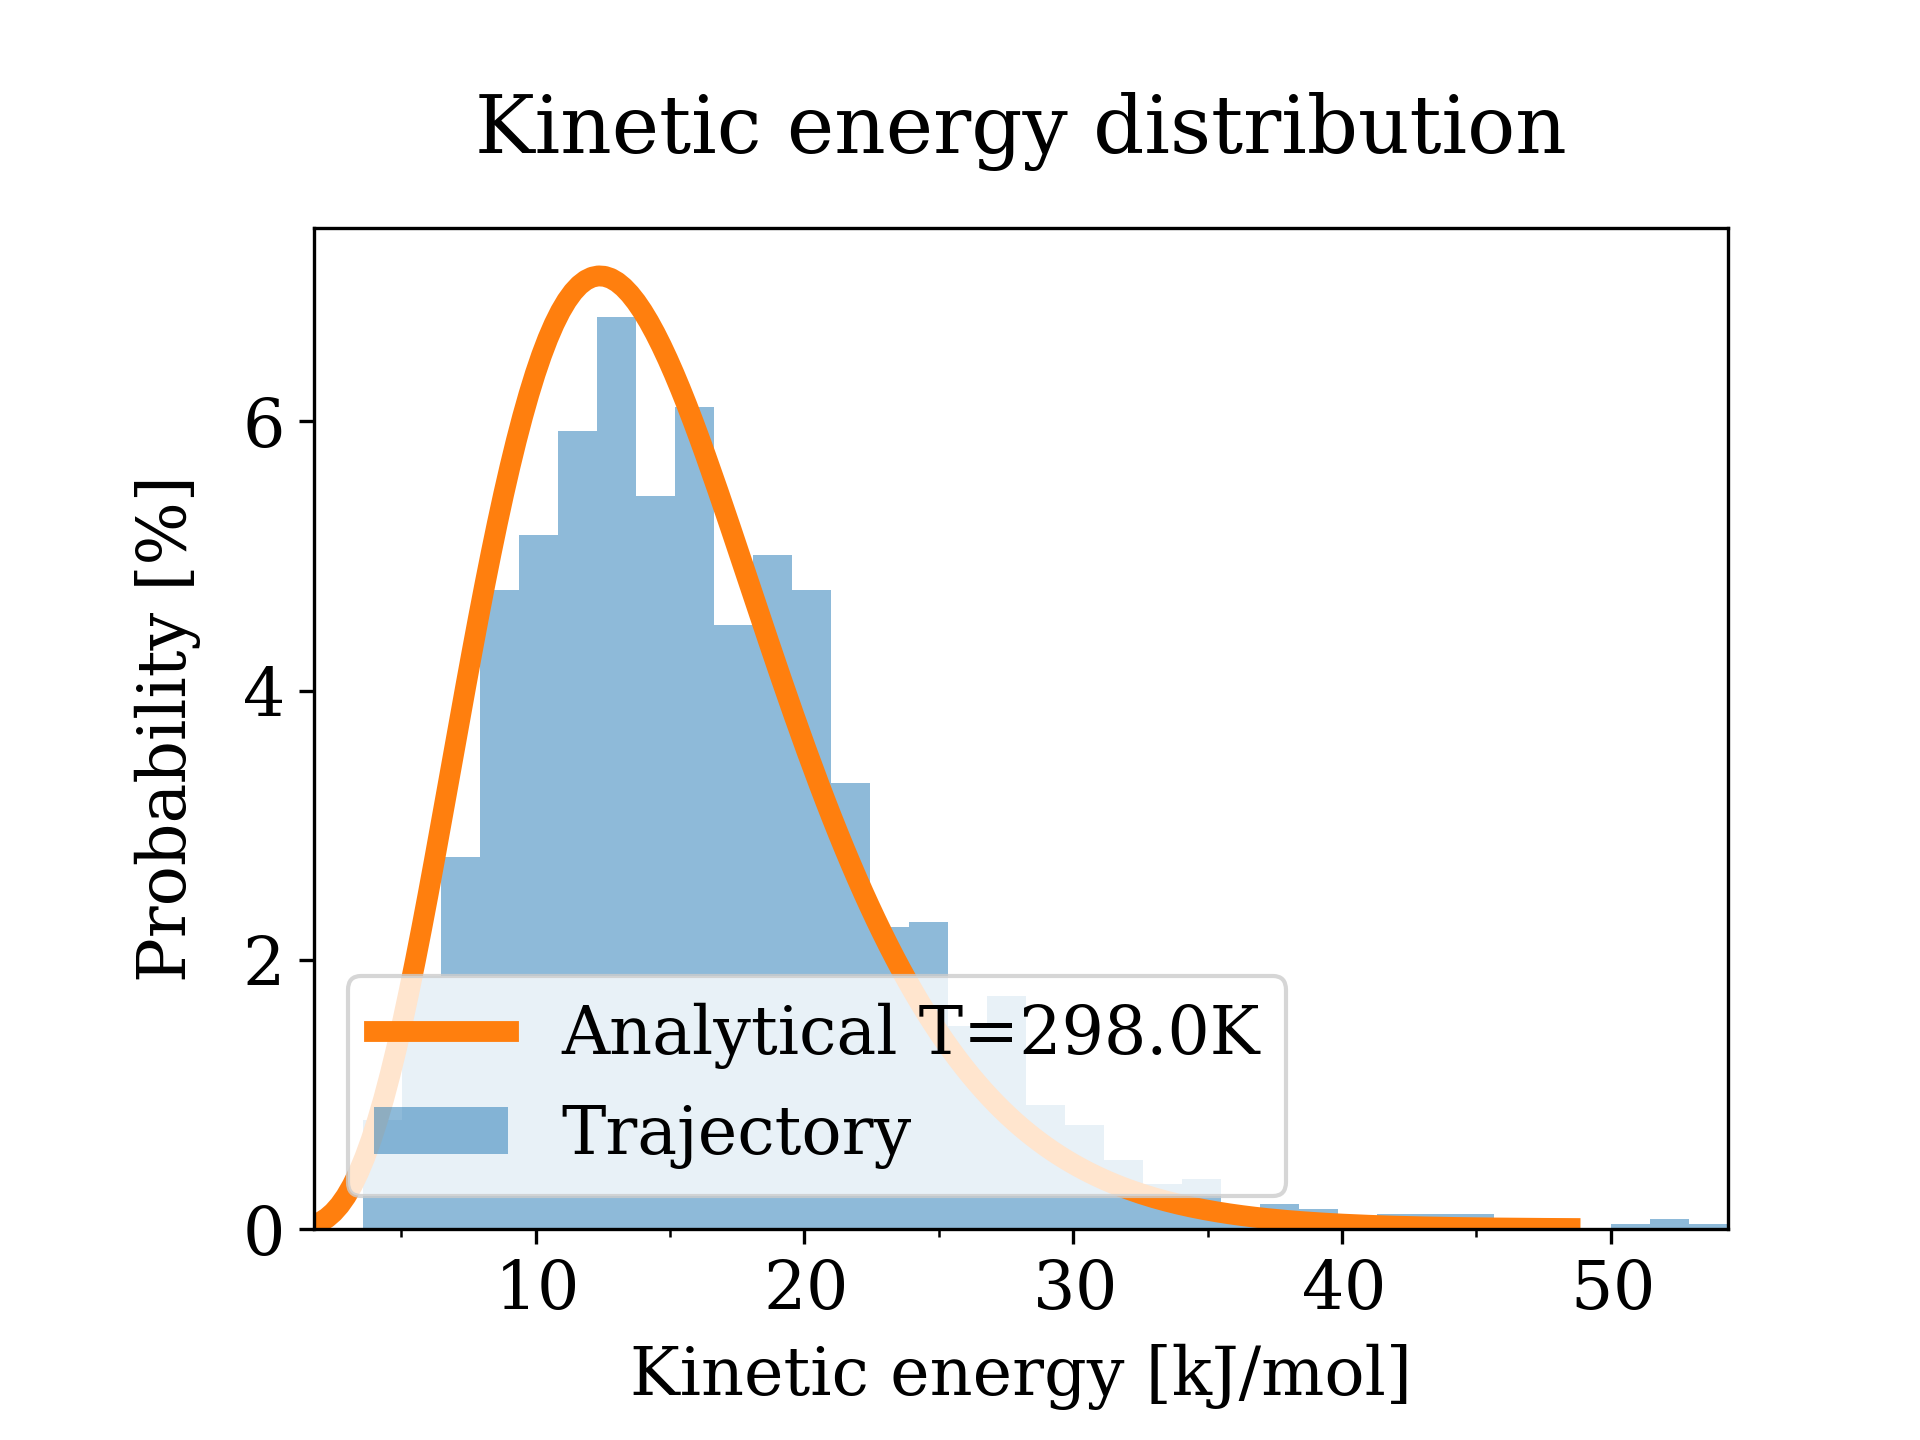 Kinetic energy distribution
Probability [%]
6
4
2
0
Analytical T=298.0K
Trajectory
10 20 30 40 50
Kinetic energy [kJ/mol]